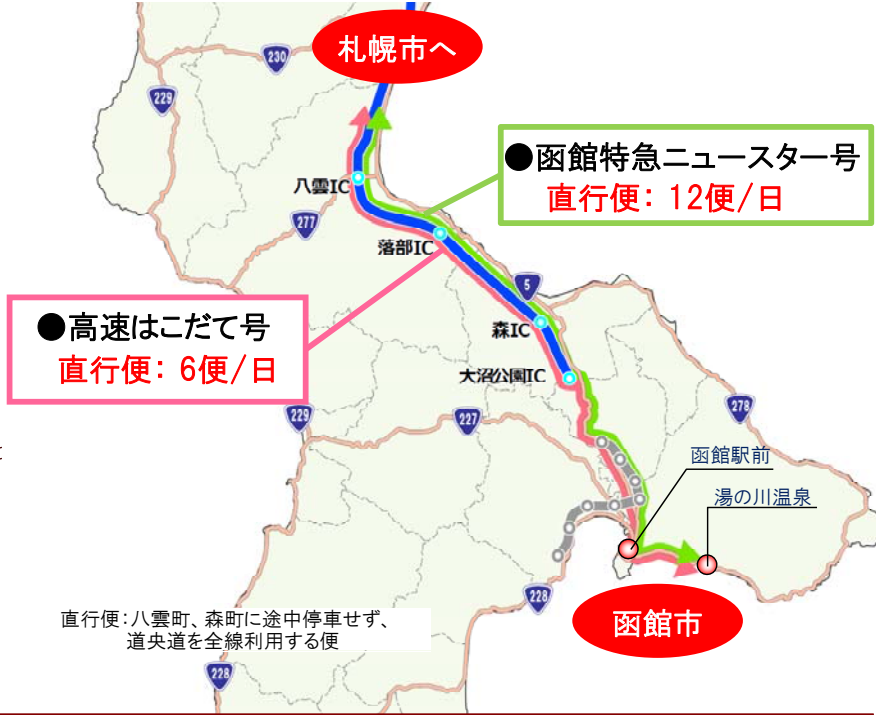 札幌市へ
230
229
●函館特急ニュースター号
直行便：12便/日
八雲IC
277
落部IC
5
●高速はこだて号
直行便：6便/日
森IC
大沼公園IC
229
227
278
函館駅前
湯の川温泉
228
函館市
直行便：八雲町、森町に途中停車せず、
道央道を全線利用する便
228